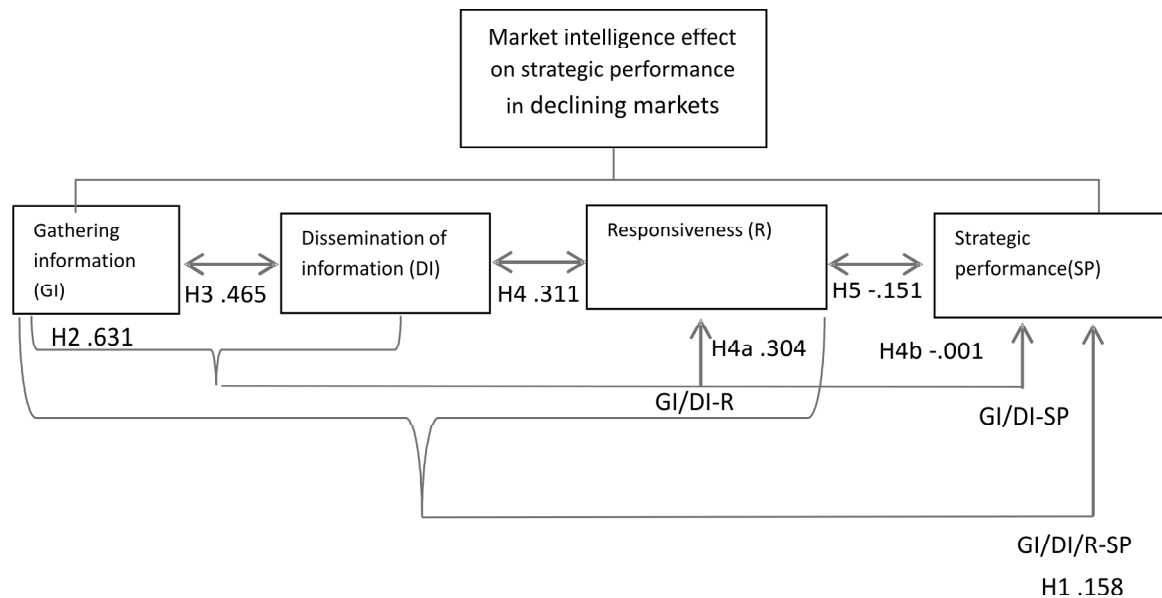 Market intelligence effect
on strategic performance
in declining markets
Gathering
information
(GI)
Dissemination of
information (DI)
Responsiveness (R)
Strategic
performance(SP)
H3 .465
H4 .311
H5 -.151
H2 .631
H4a .304
H4b -.001
GI/DI-R
GI/DI-SP
GI/DI/R-SP
H1 .158